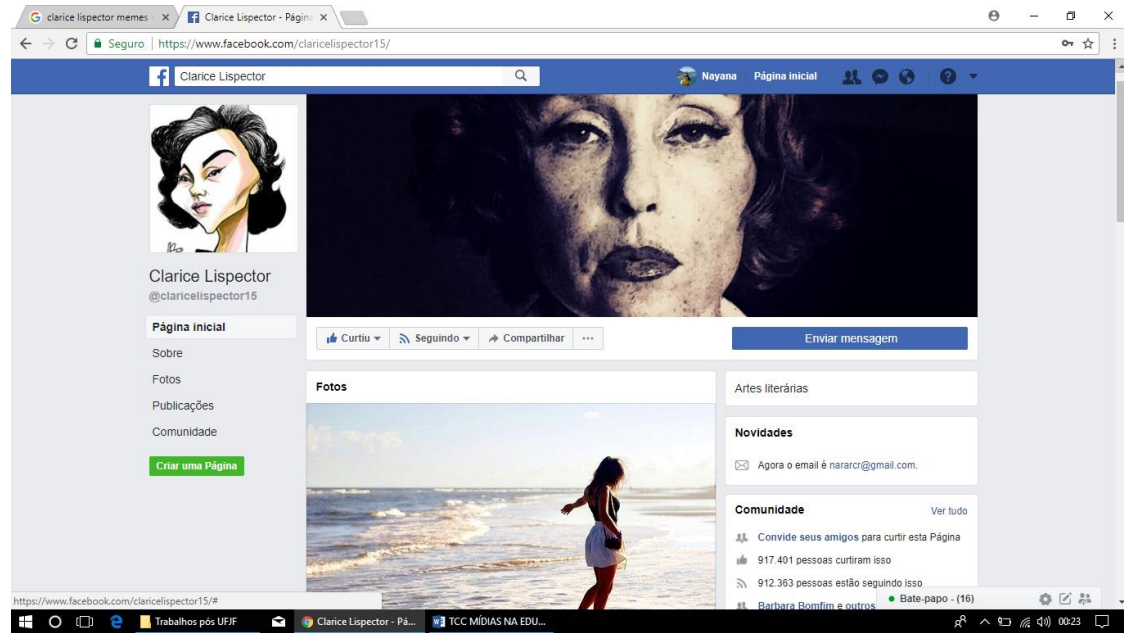 clarice lispector memes -
Clarice Lispector - Pági
Seguro | https://www.facebook.com/claricelispector15/
Clarice Lispector
Nayana
Página inicial
Clarice Lispector
@claricelispector15
Página inicial
Sobre
Fotos
Publicações
Comunidade
Criar uma Página
Curtiu
Seguindo
Compartilhar
Enviar mensagem
Fotos
Artes literárias
Novidades
Agora o email é nararcr@gmail.com.
Comunidade
Ver tudo
Convide seus amigos para curtir esta Página
917.401 pessoas curtiram isso
912.363 pessoas estão seguindo isso
Barbara Bomfim e outros
Bate-papo - (16)
https://www.facebook.com/claricelispector15/#
Trabalhos pós UFJF
Clarice Lispector - Pá...
TCC MÍDIAS NA EDU...
00:23